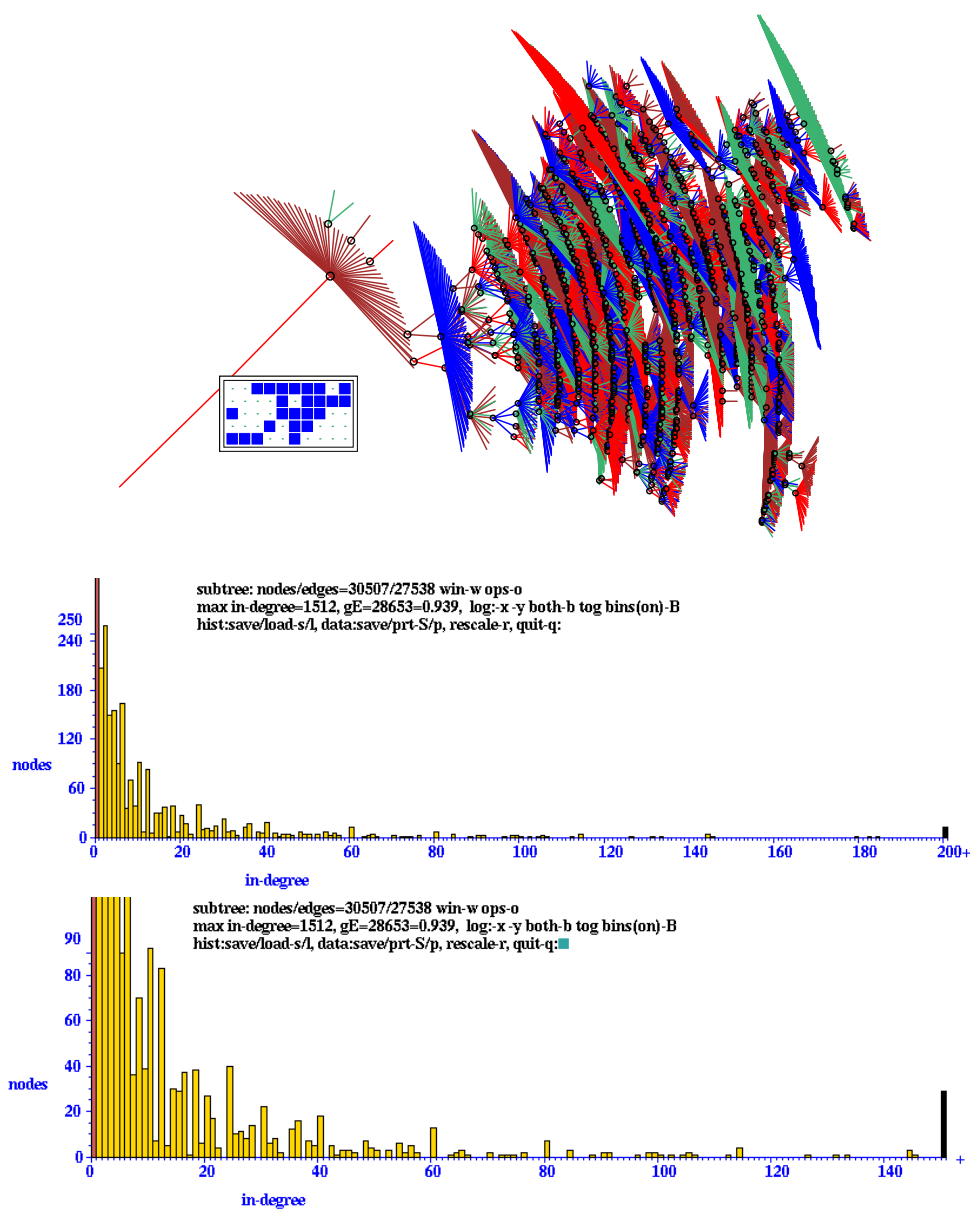 subtree: nodes/edges=30507/27538 win-w ops-o
max in-degree=1512, gE=28653=0.939, log:-x -y both-b tog bins(on)-B
hist:save/load-s/l, data:save/prt-S/p, rescale-r, quit-q:
250
240
180
120
nodes
60
0
0 20 40 60 80 100 120 140 160 180 200+
in-degree
subtree: nodes/edges=30507/27538 win-w ops-o
max in-degree=1512, gE=28653=0.939, log:-x -y both-b tog bins(on)-B
hist:save/load-s/l, data:save/prt-S/p, rescale-r, quit-q:
90
80
60
40
nodes
20
0
0 20 40 60 80 100 120 140 +
in-degree